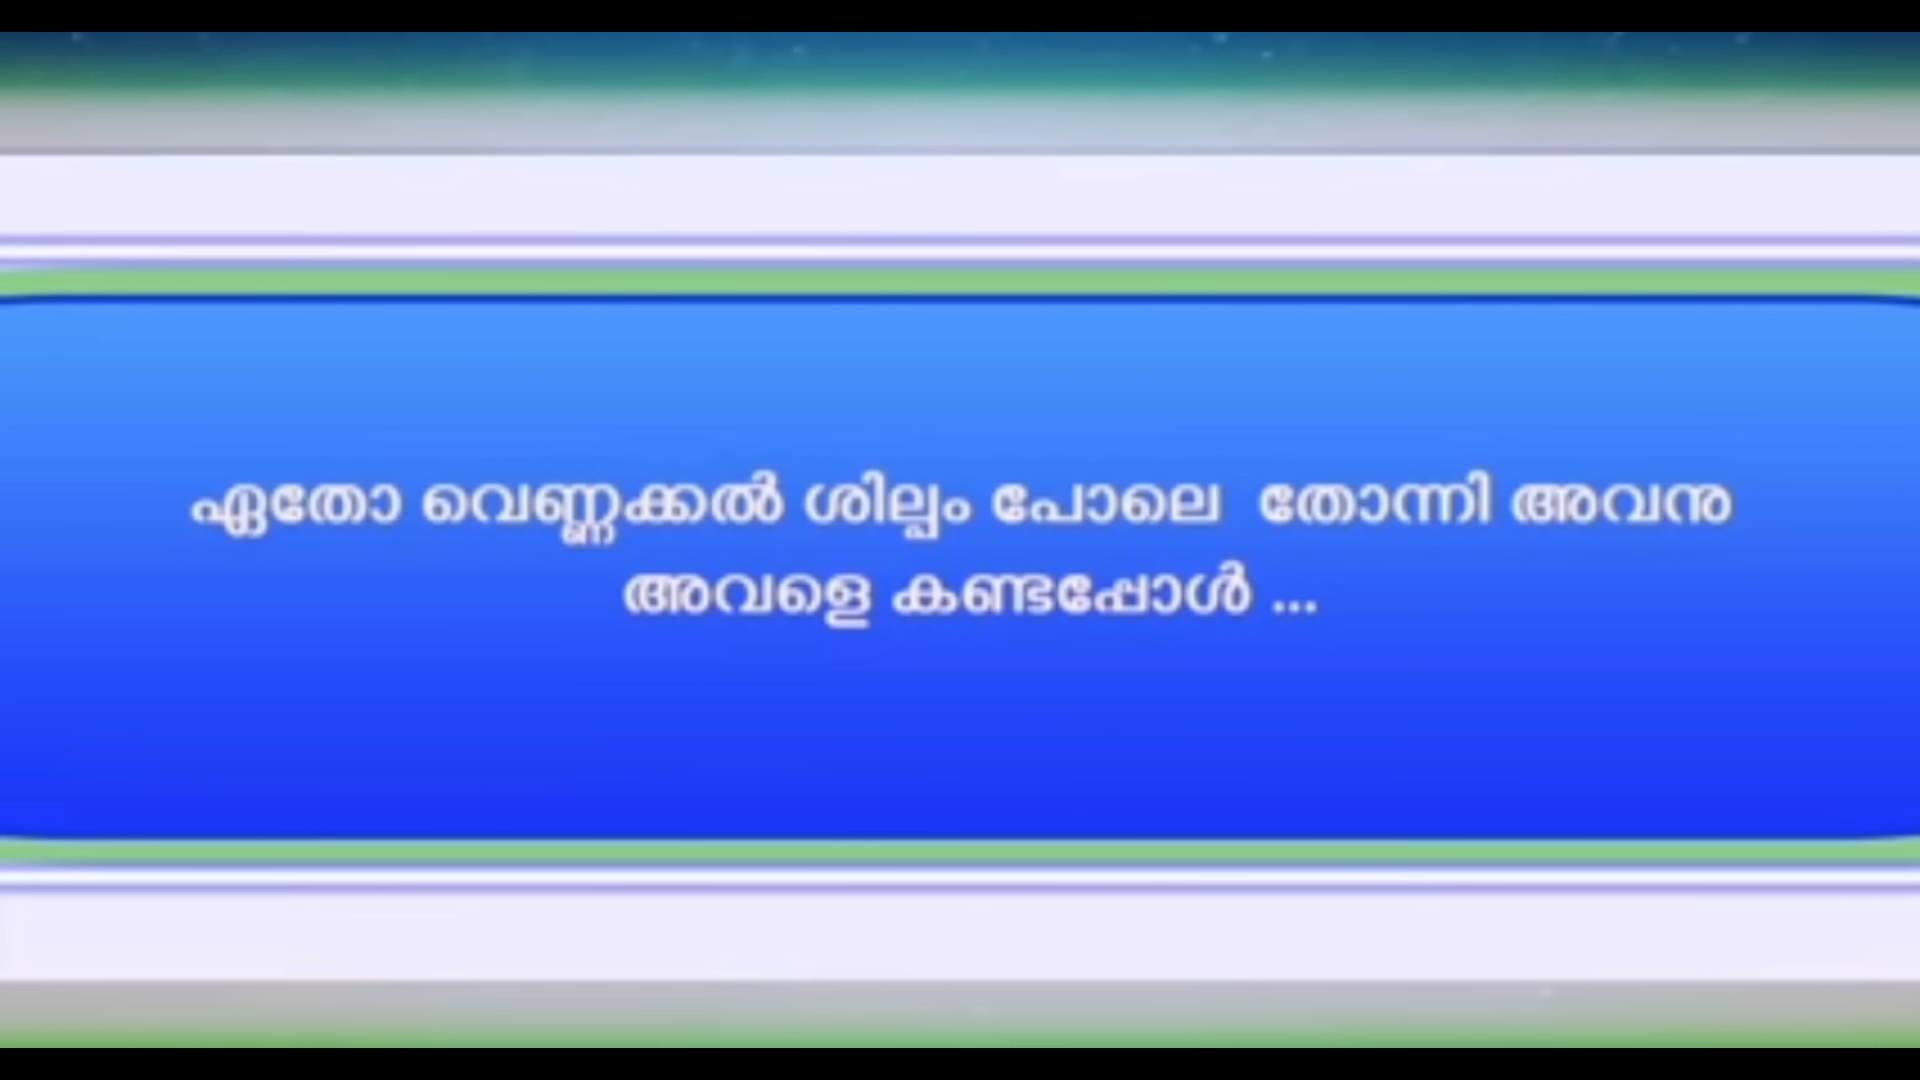 ഏതോ വെണ്ണക്കൽ ശില്പം പോലെ തോന്നി അവനു
അവളെ കണ്ടപ്പോൾ ...